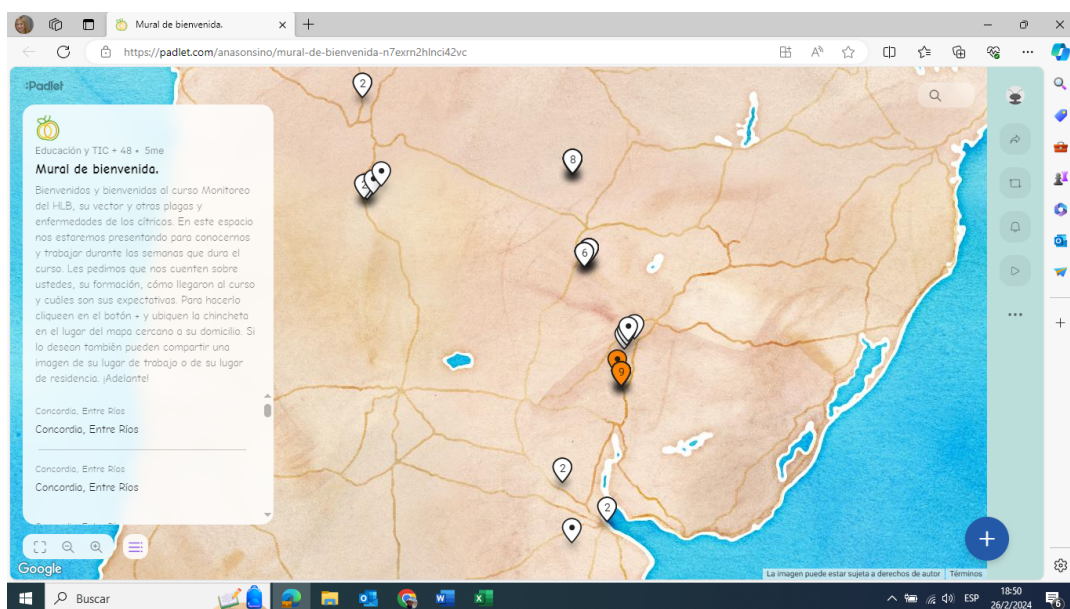 Mural de bienvenida.
https://padlet.com/anasonsino/mural-de-bienvenida-n7exrn2hlnci42vc
:Padlet
Educación y TIC + 48 • 5me
Mural de bienvenida.
Bienvenidos y bienvenidas al curso Monitoreo
del HLB, su vector y otras plagas y
enfermedades de los cítricos. En este espacio
nos estaremos presentando para conocernos
y trabajar durante las semanas que dura el
curso. Les pedimos que nos cuenten sobre
ustedes, su formación, cómo llegaron al curso
y cuáles son sus expectativas. Para hacerlo
cliqueen en el botón + y ubiquen la chincheta
en el lugar del mapa cercano a su domicilio. Si
lo desean también pueden compartir una
imagen de su lugar de trabajo o de su lugar
de residencia. ¡Adelante!
Concordia, Entre Ríos
Concordia, Entre Ríos
Concordia, Entre Ríos
Concordia, Entre Ríos
2
8
2
6
9
2
2
Google
La imagen puede estar sujeta a derechos de autor
Términos
Buscar
ESP
18:50
26/2/2024
6